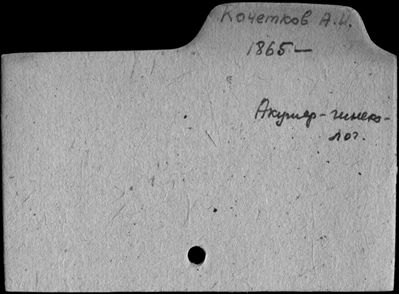 Кочетков А.И.
1865 —
Акушер-гинеко-
лог.